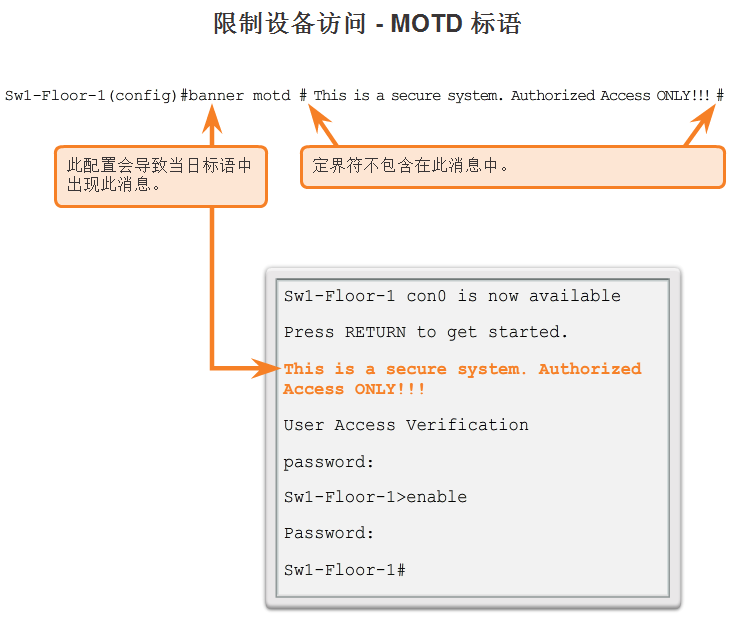 限制设备访问 - MOTD 标语
Sw1-Floor-1(config)#banner motd # This is a secure system. Authorized Access ONLY!!! #
此配置会导致当日标语中
出现此消息。
定界符不包含在此消息中。
Sw1-Floor-1 con0 is now available
Press RETURN to get started.
This is a secure system. Authorized
Access ONLY!!!
User Access Verification
password:
Sw1-Floor-1>enable
Password:
Sw1-Floor-1#